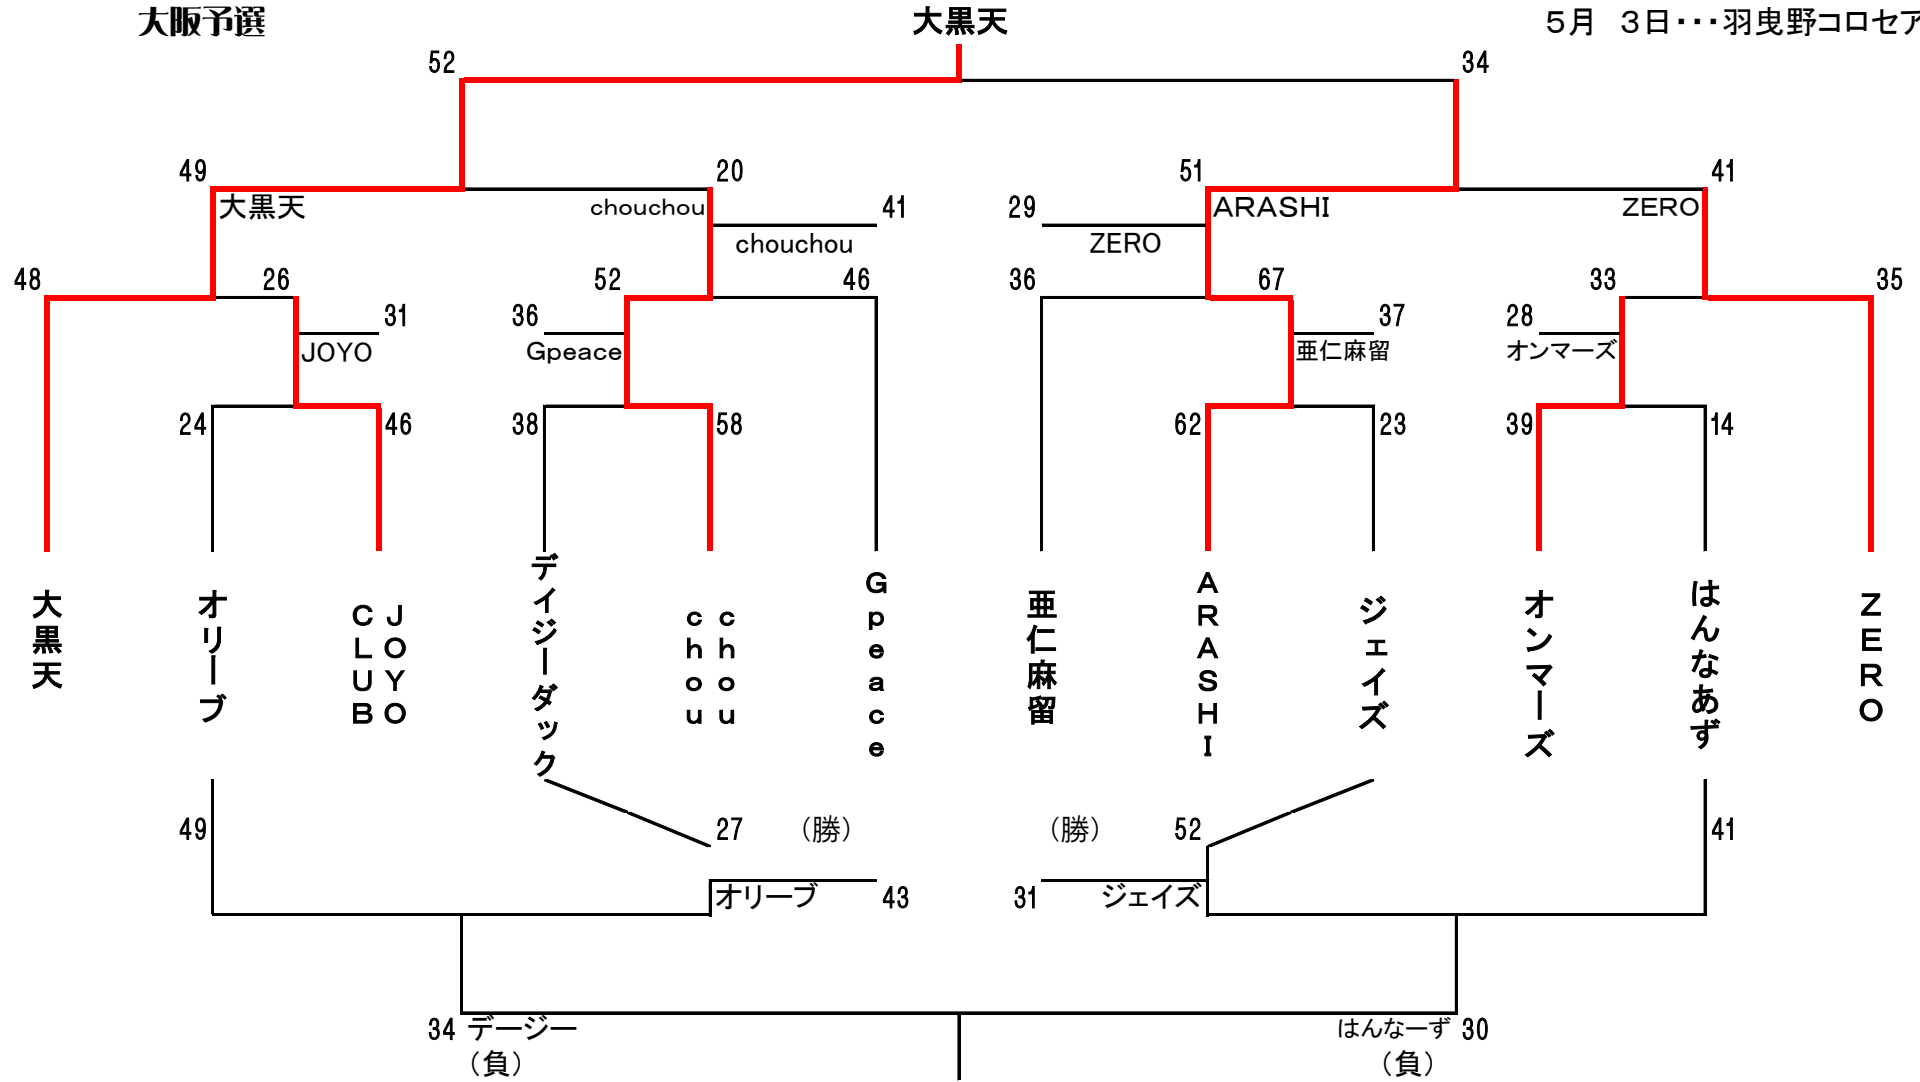 大阪予選
大黒天
５月　３日・・・羽曳野コロセア
52
34
49
20
51
41
大黒天
chouchou
41
29
ARASHI
ZERO
chouchou
ZERO
48
26
52
46
36
67
33
35
31
36
37
28
JOYO
Gpeace
亜仁麻留
オンマーズ
24
46
38
58
62
23
39
14
大黒天
オリーブ
JOYO
CLUB
デイジーダック
chou
chou
Gpeace
亜仁麻留
ARASHI
ジェイズ
オンマーズ
はんなあず
ZERO
49
27
（勝）
（勝）
52
41
オリーブ
43
31
ジェイズ
34 デージー
はんなーず 30
（負）
（負）